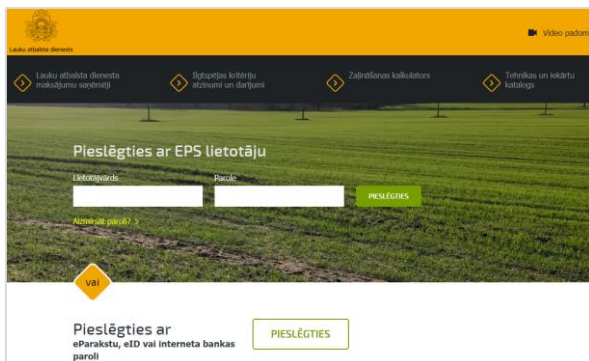 Lauku atbalsta dienests
Video padomi
Lauku atbalsta dienesta
maksājumu saņēmēji
Ilgtspējas kritēriju
atzinumi un darījumi
Zaļināšanas kalkulators
Tehnikas un iekārtu
katalogs
Pieslēgties ar EPS lietotāju
Lietotājvārds
Parole
PIESLĒGTIES
Aizmirsāt paroli? >
vai
Pieslēgties ar
eParakstu, eID vai interneta bankas
paroli
PIESLĒGTIES